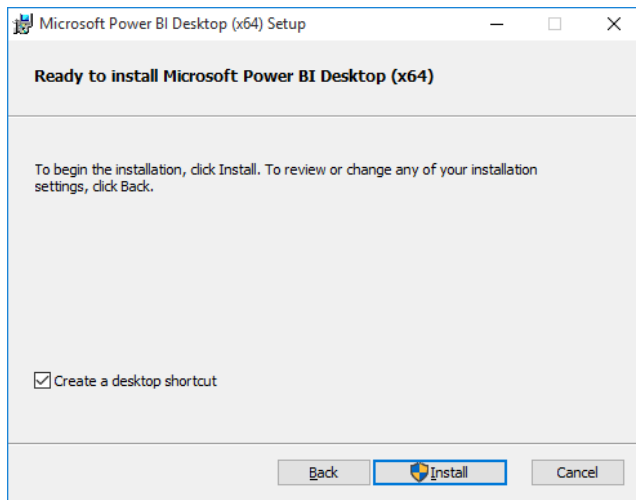 Microsoft Power BI Desktop (x64) Setup
Ready to install Microsoft Power BI Desktop (x64)
To begin the installation, click Install. To review or change any of your installation
settings, click Back.
Create a desktop shortcut
Back Install Cancel